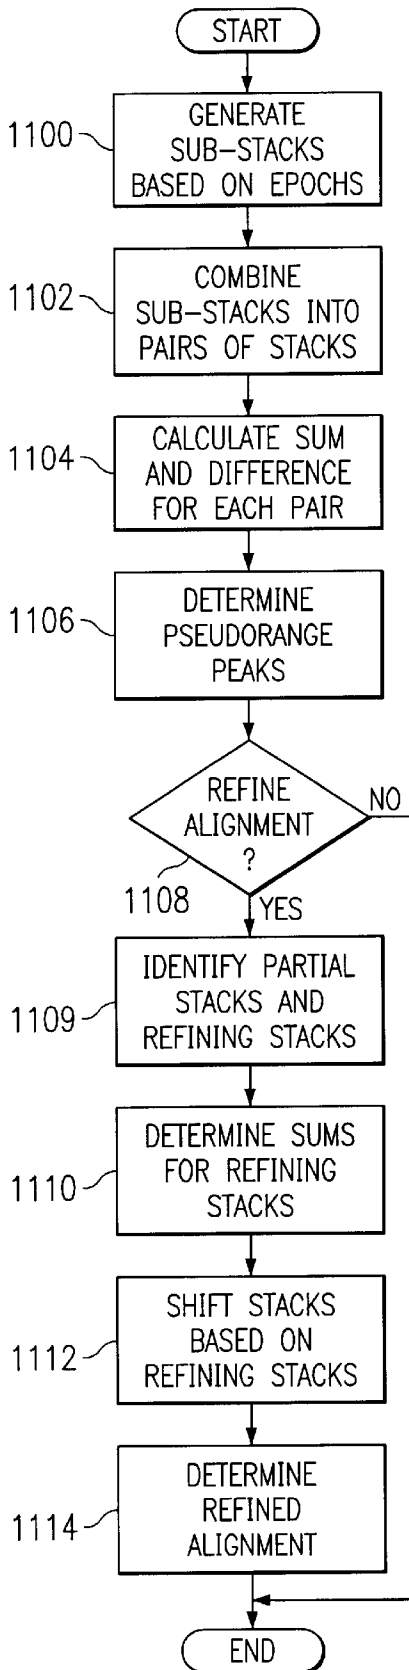 START
1100
GENERATE
SUB-STACKS
BASED ON EPOCHS
1102
COMBINE
SUB-STACKS INTO
PAIRS OF STACKS
1104
CALCULATE SUM
AND DIFFERENCE
FOR EACH PAIR
1106
DETERMINE
PSEUDORANGE
PEAKS
REFINE
ALIGNMENT
?
NO
1108
YES
1109
IDENTIFY PARTIAL
STACKS AND
REFINING STACKS
1110
DETERMINE SUMS
FOR REFINING
STACKS
1112
SHIFT STACKS
BASED ON
REFINING STACKS
1114
DETERMINE
REFINED
ALIGNMENT
END